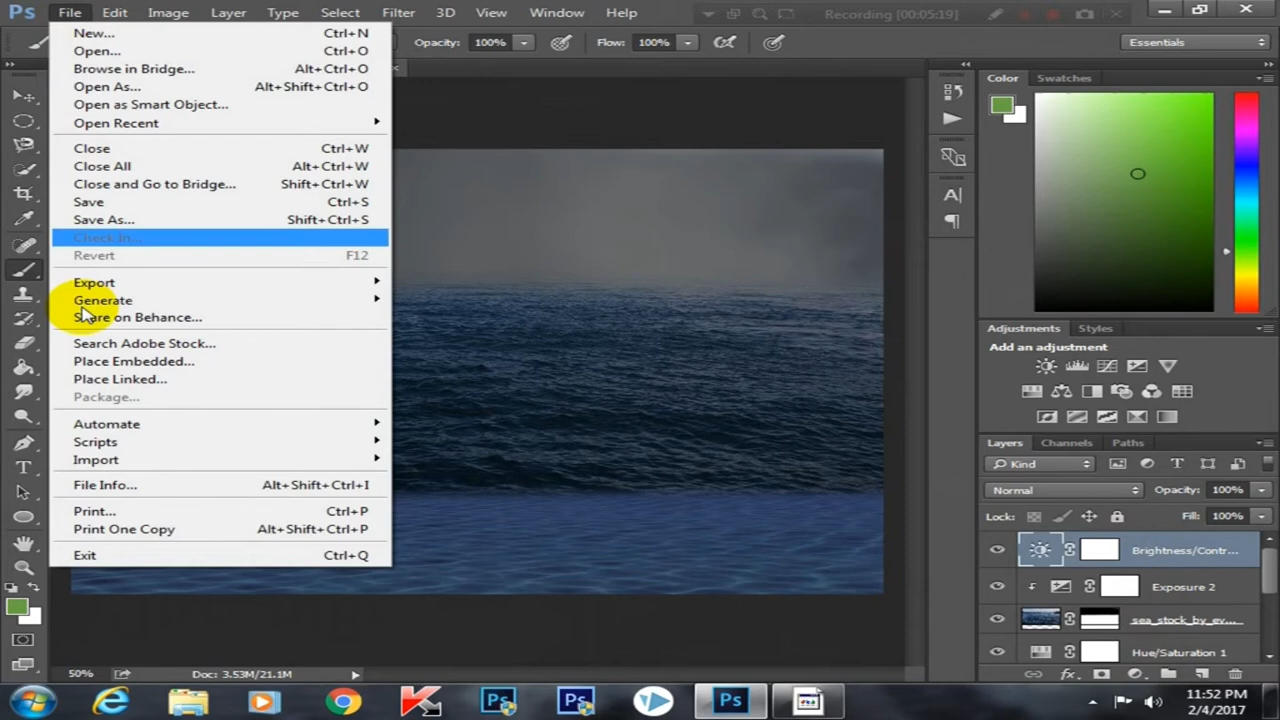 Ps File Edit Image Layer Type Select Filter 3D View Window Help Recording [00:05:19]
Opacity: 100% Flow: 100% Essentials
New... Ctrl+N
Open... Ctrl+O
Browse in Bridge... Alt+Ctrl+O
Open As... Alt+Shift+Ctrl+O
Open as Smart Object...
Open Recent
Close Ctrl+W
Close All Alt+Ctrl+W
Close and Go to Bridge... Shift+Ctrl+W
Save Ctrl+S
Save As... Shift+Ctrl+S
Check In...
Revert F12
Export
Generate
Share on Behance...
Search Adobe Stock...
Place Embedded...
Place Linked...
Package...
Automate
Scripts
Import
File Info... Alt+Shift+Ctrl+I
Print... Ctrl+P
Print One Copy Alt+Shift+Ctrl+P
Exit Ctrl+Q
Color Swatches
Adjustments Styles
Add an adjustment
Layers Channels Paths
Kind
Normal Opacity: 100%
Lock: Fill: 100%
Brightness/Contr...
Exposure 2
sea_stock_by_ev...
Hue/Saturation 1
50% Doc: 3.53M/21.1M
Ps Ps Ps
11:52 PM
2/4/2017